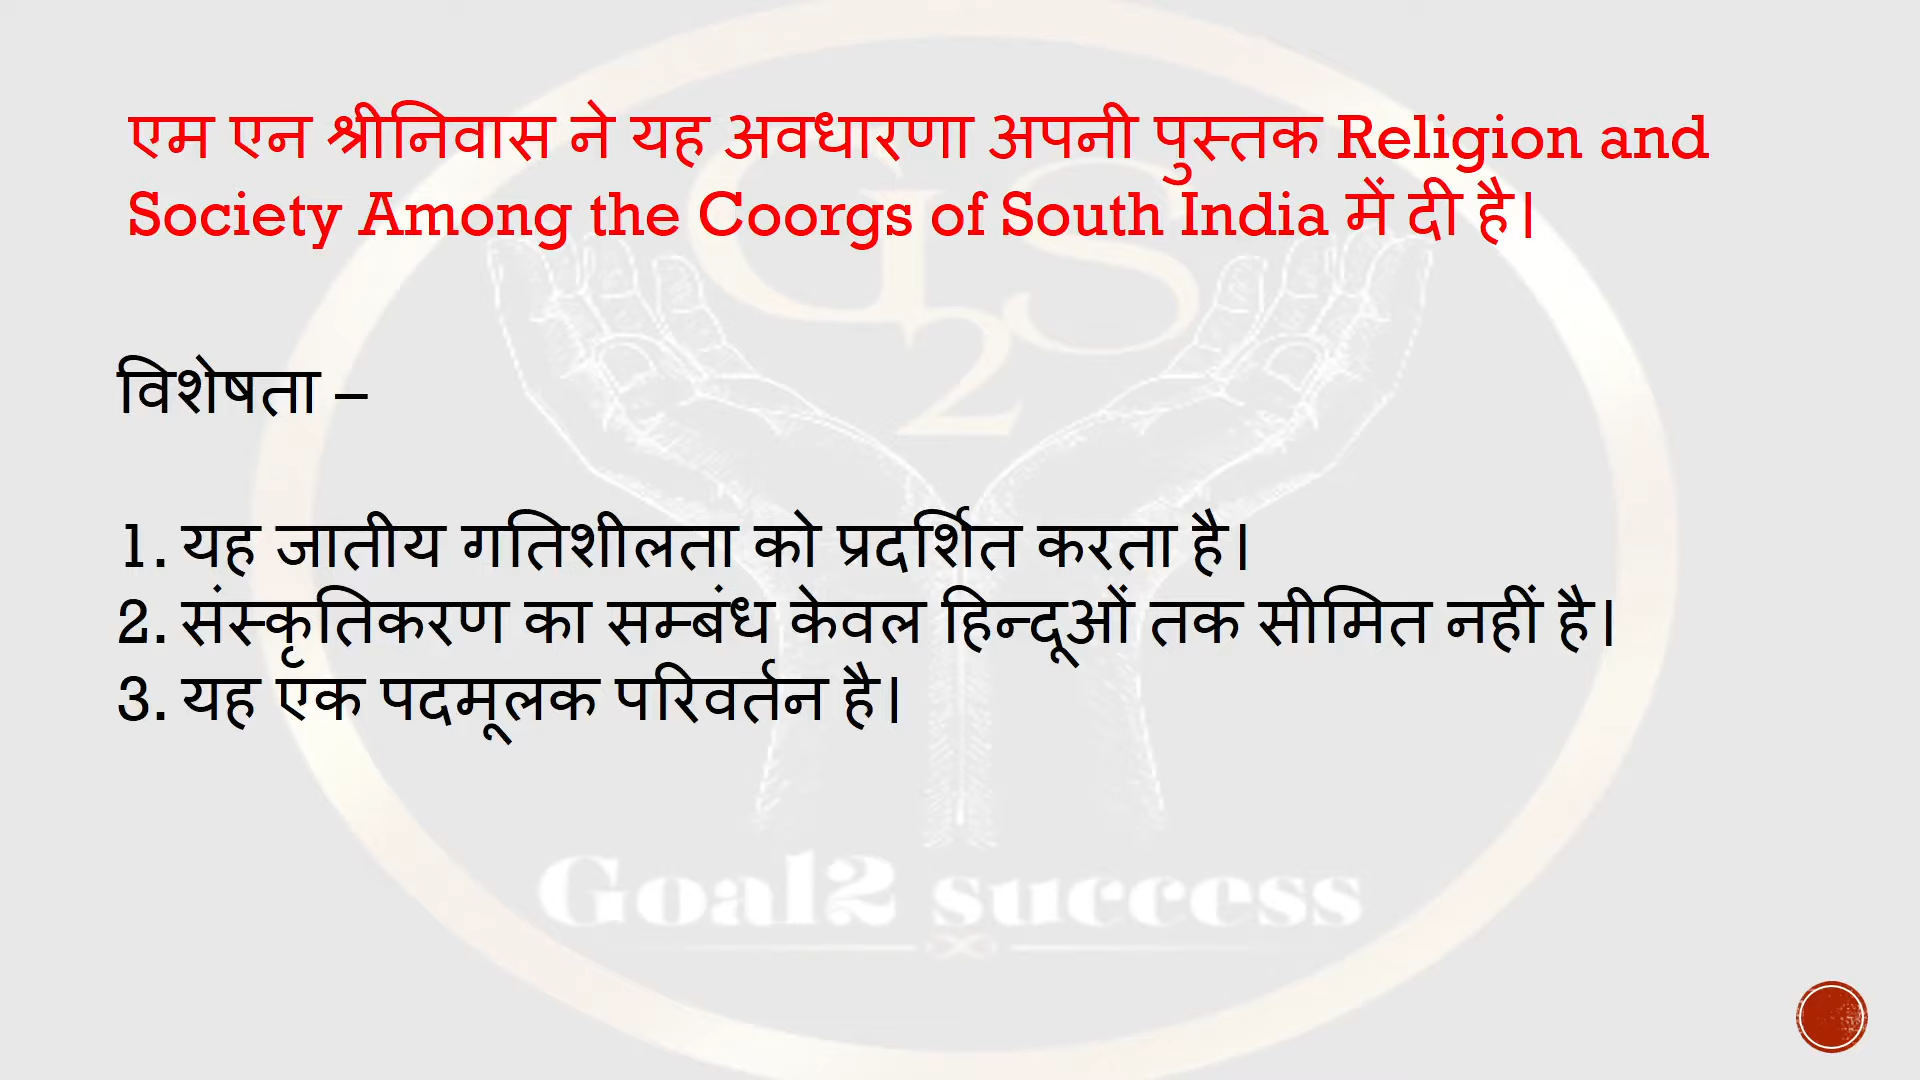 एम एन श्रीनिवास ने यह अवधारणा अपनी पुस्तक Religion and
Society Among the Coorgs of South India में दी है।
विशेषता –
1. यह जातीय गतिशीलता को प्रदर्शित करता है।
2. संस्कृतिकरण का सम्बंध केवल हिन्दूओं तक सीमित नहीं है।
3. यह एक पदमूलक परिवर्तन है।
G2S
Goal2 success